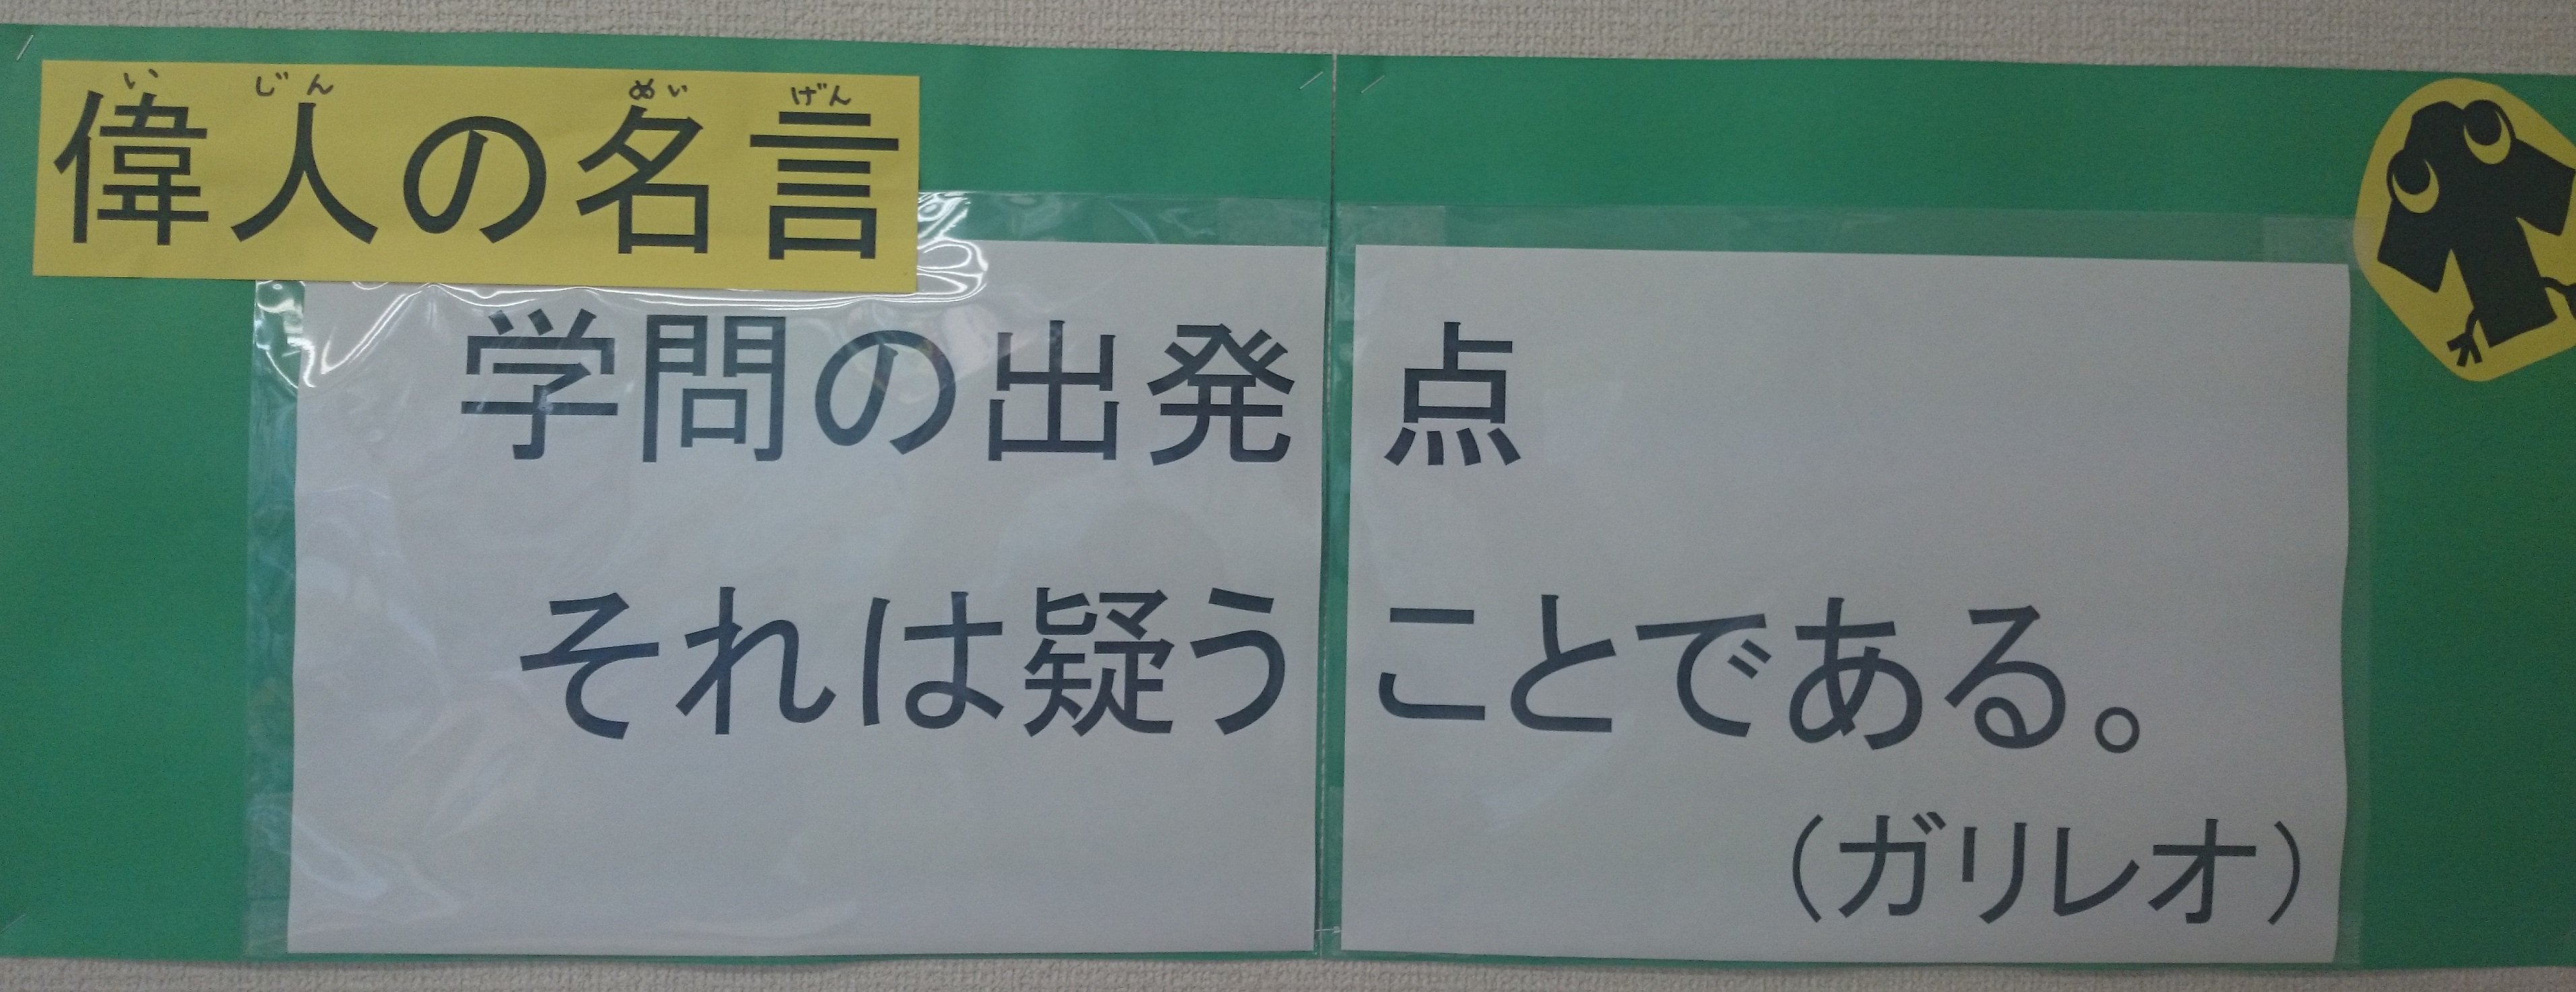 い じん めい げん
偉人の名言
学問の出発点
それは疑うことである。
(ガリレオ)